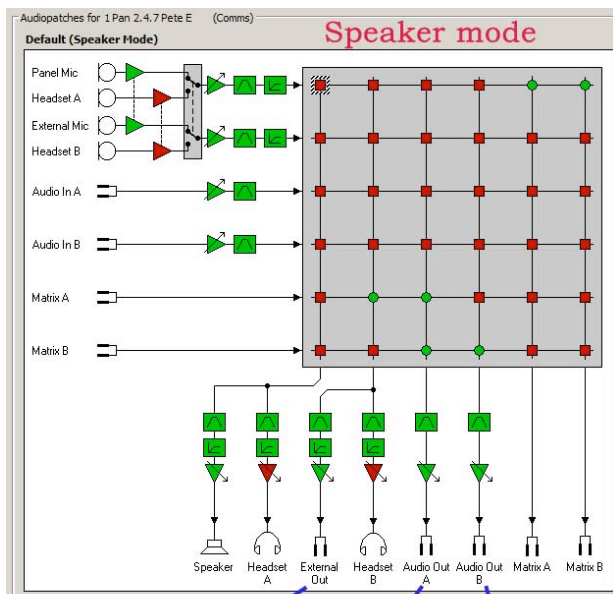 Audiopatches for 1 Pan 2.4.7 Pete E (Comms)
Default (Speaker Mode)
Speaker mode
Panel Mic
Headset A
External Mic
Headset B
Audio In A
Audio In B
Matrix A
Matrix B
Speaker
Headset A
External Out
Headset B
Audio Out A
Audio Out B
Matrix A
Matrix B